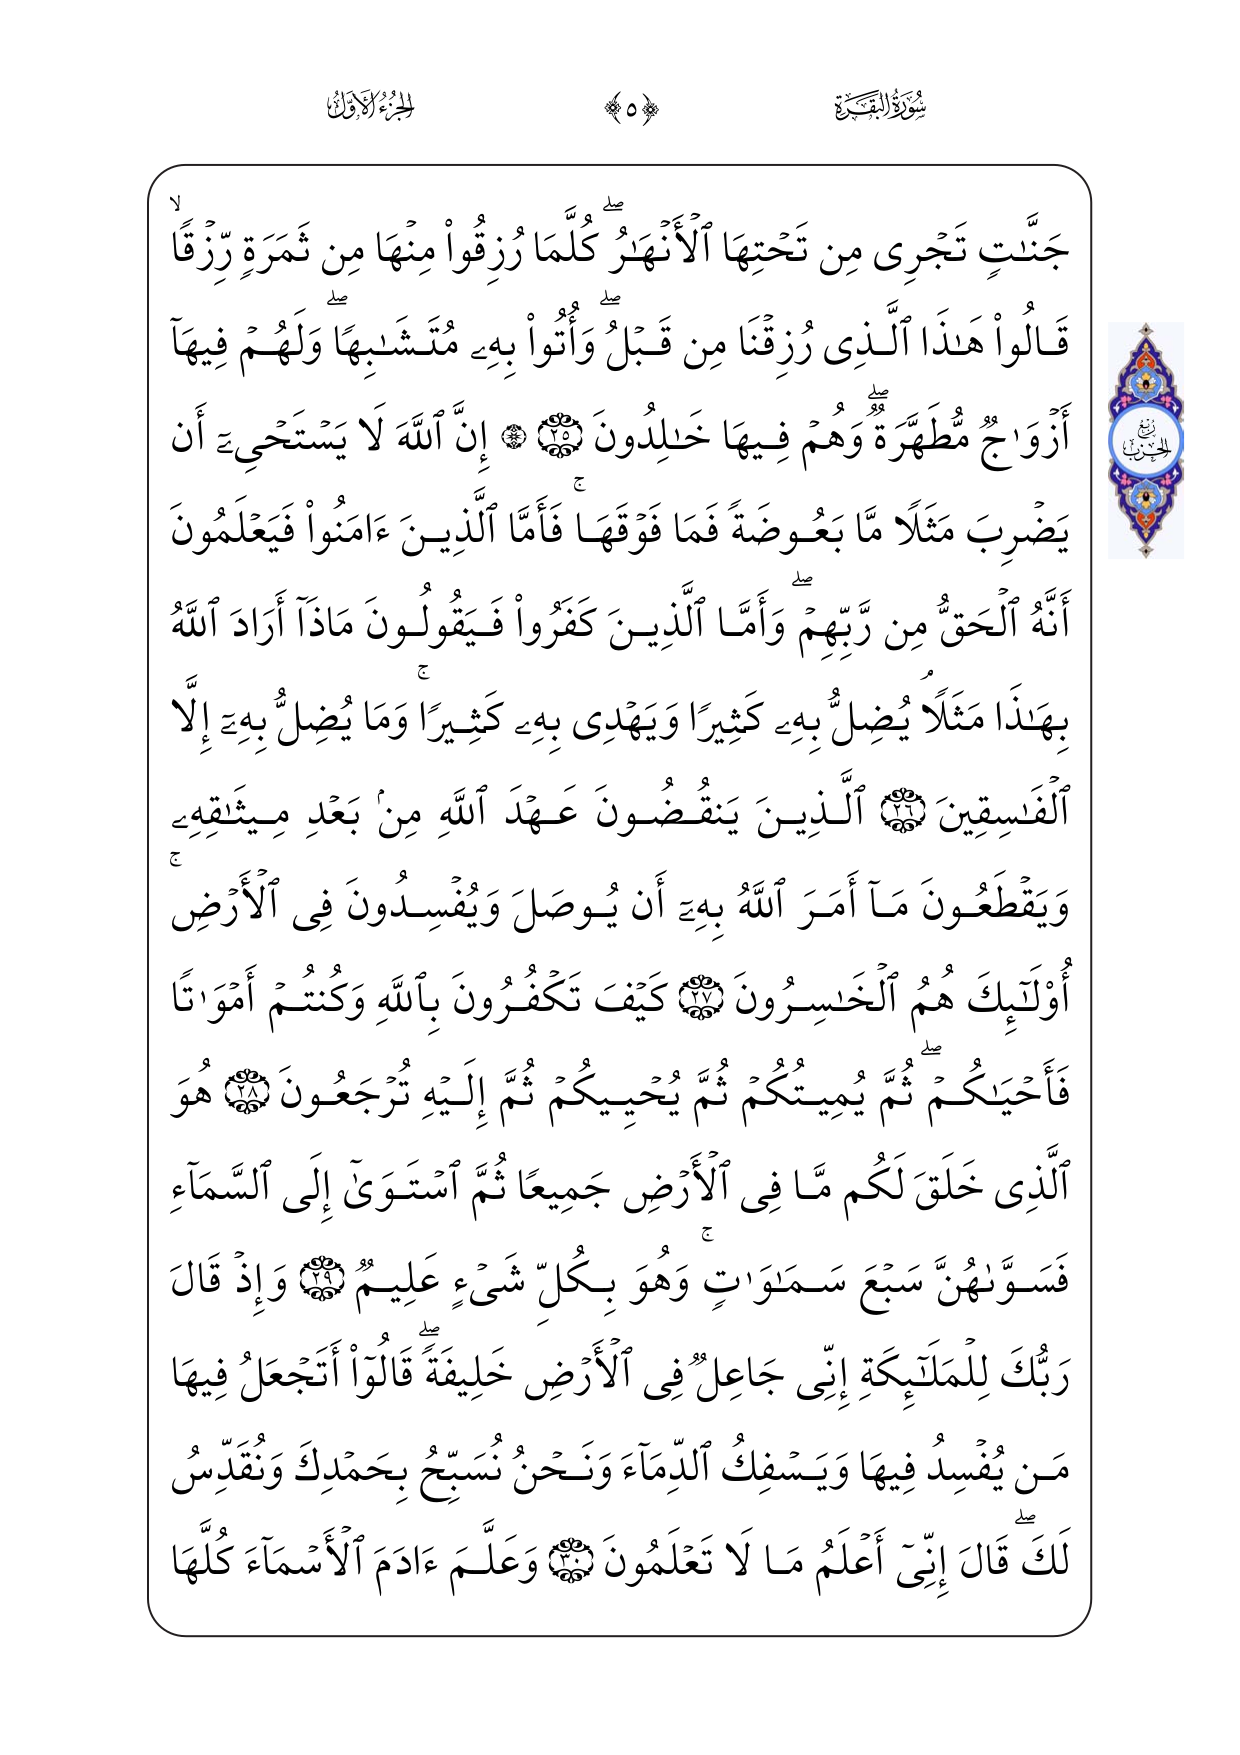 سُورَةُ البَقَرَةِ
﴿٥﴾
الجُزْءُ الأَوَّلُ
جَنَّـٰتٍ تَجْرِى مِن تَحْتِهَا ٱلْأَنْهَـٰرُ ۖ كُلَّمَا رُزِقُوا۟ مِنْهَا مِن ثَمَرَةٍ رِّزْقًا ۙ
قَالُوا۟ هَـٰذَا ٱلَّذِى رُزِقْنَا مِن قَبْلُ ۖ وَأُتُوا۟ بِهِۦ مُتَشَـٰبِهًا ۖ وَلَهُمْ فِيهَآ
أَزْوَٰجٌ مُّطَهَّرَةٌ ۖ وَهُمْ فِيهَا خَـٰلِدُونَ ٢٥ ۞ إِنَّ ٱللَّهَ لَا يَسْتَحْىِۦٓ أَن
يَضْرِبَ مَثَلًا مَّا بَعُوضَةً فَمَا فَوْقَهَا ۚ فَأَمَّا ٱلَّذِينَ ءَامَنُوا۟ فَيَعْلَمُونَ
رُبْعُ
الحِزْبِ
أَنَّهُ ٱلْحَقُّ مِن رَّبِّهِمْ ۖ وَأَمَّا ٱلَّذِينَ كَفَرُوا۟ فَيَقُولُونَ مَاذَآ أَرَادَ ٱللَّهُ
بِهَـٰذَا مَثَلًا ۘ يُضِلُّ بِهِۦ كَثِيرًا وَيَهْدِى بِهِۦ كَثِيرًا ۚ وَمَا يُضِلُّ بِهِۦٓ إِلَّا
ٱلْفَـٰسِقِينَ ٢٦ ٱلَّذِينَ يَنقُضُونَ عَهْدَ ٱللَّهِ مِنۢ بَعْدِ مِيثَـٰقِهِۦ
وَيَقْطَعُونَ مَآ أَمَرَ ٱللَّهُ بِهِۦٓ أَن يُوصَلَ وَيُفْسِدُونَ فِى ٱلْأَرْضِ ۚ
أُو۟لَـٰٓئِكَ هُمُ ٱلْخَـٰسِرُونَ ٢٧ كَيْفَ تَكْفُرُونَ بِٱللَّهِ وَكُنتُمْ أَمْوَٰتًا
فَأَحْيَـٰكُمْ ۖ ثُمَّ يُمِيتُكُمْ ثُمَّ يُحْيِيكُمْ ثُمَّ إِلَيْهِ تُرْجَعُونَ ٢٨ هُوَ
ٱلَّذِى خَلَقَ لَكُم مَّا فِى ٱلْأَرْضِ جَمِيعًا ثُمَّ ٱسْتَوَىٰٓ إِلَى ٱلسَّمَآءِ
فَسَوَّىٰهُنَّ سَبْعَ سَمَـٰوَٰتٍ ۚ وَهُوَ بِكُلِّ شَىْءٍ عَلِيمٌ ٢٩ وَإِذْ قَالَ
رَبُّكَ لِلْمَلَـٰٓئِكَةِ إِنِّى جَاعِلٌ فِى ٱلْأَرْضِ خَلِيفَةً ۖ قَالُوٓا۟ أَتَجْعَلُ فِيهَا
مَن يُفْسِدُ فِيهَا وَيَسْفِكُ ٱلدِّمَآءَ وَنَحْنُ نُسَبِّحُ بِحَمْدِكَ وَنُقَدِّسُ
لَكَ ۖ قَالَ إِنِّىٓ أَعْلَمُ مَا لَا تَعْلَمُونَ ٣٠ وَعَلَّمَ ءَادَمَ ٱلْأَسْمَآءَ كُلَّهَا